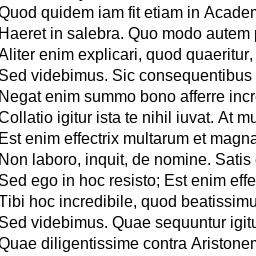 Quod quidem iam fit etiam in Academ
Haeret in salebra. Quo modo autem p
Aliter enim explicari, quod quaeritur,
Sed videbimus. Sic consequentibus
Negat enim summo bono afferre incre
Collatio igitur ista te nihil iuvat. At mu
Est enim effectrix multarum et magna
Non laboro, inquit, de nomine. Satis
Sed ego in hoc resisto; Est enim effe
Tibi hoc incredibile, quod beatissimu
Sed videbimus. Quae sequuntur igitu
Quae diligentissime contra Aristonem